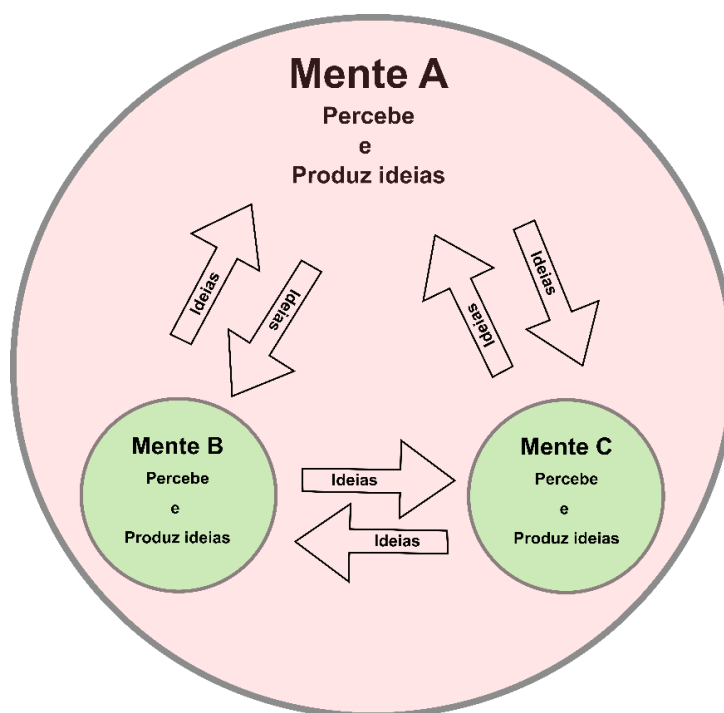 Mente A
Percebe
e
Produz ideias
Ideias
Ideias
Ideias
Ideias
Mente B
Percebe
e
Produz ideias
Ideias
Ideias
Mente C
Percebe
e
Produz ideias